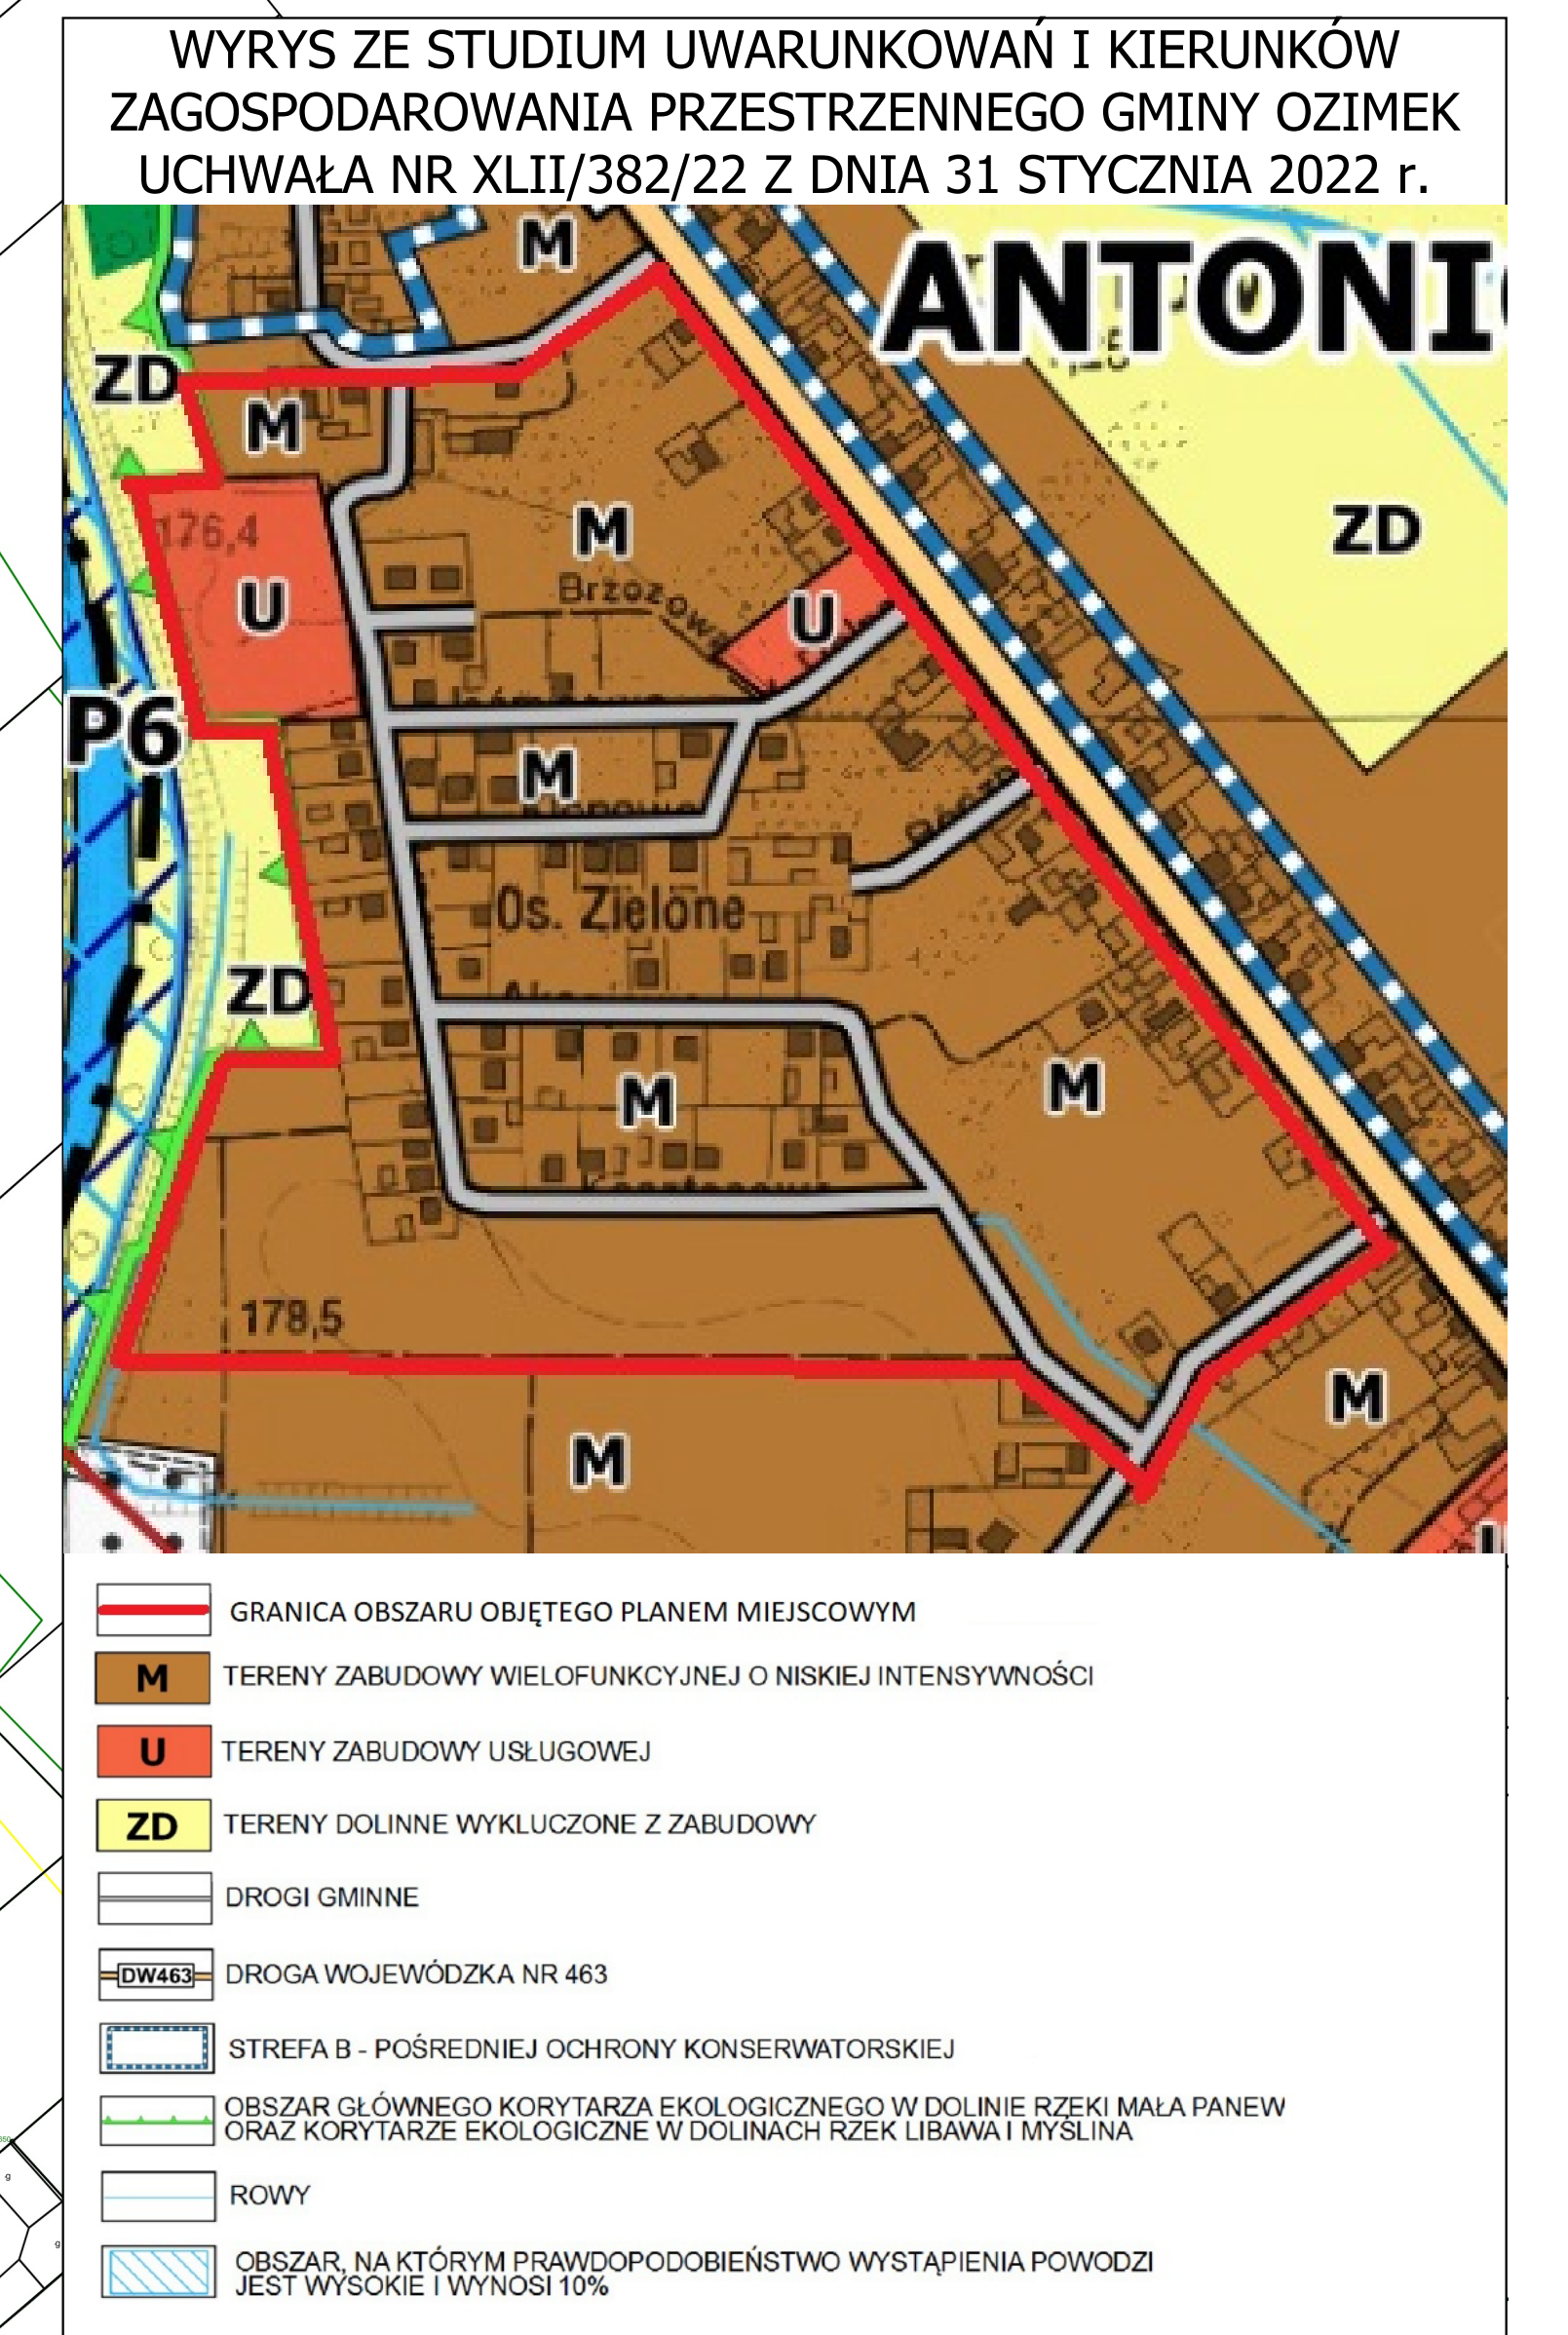 WYRYS ZE STUDIUM UWARUNKOWAŃ I KIERUNKÓW
ZAGOSPODAROWANIA PRZESTRZENNEGO GMINY OZIMEK
UCHWAŁA NR XLII/382/22 Z DNIA 31 STYCZNIA 2022 r.
M
ANTONI
ZD
M
176,4
M
ZD
Brzozowa
U
U
P6
M
Os. Zielone
ZD
M
M
178,5
M
M
GRANICA OBSZARU OBJĘTEGO PLANEM MIEJSCOWYM
M TERENY ZABUDOWY WIELOFUNKCYJNEJ O NISKIEJ INTENSYWNOŚCI
U TERENY ZABUDOWY USŁUGOWEJ
ZD TERENY DOLINNE WYKLUCZONE Z ZABUDOWY
DROGI GMINNE
DW463 DROGA WOJEWÓDZKA NR 463
STREFA B - POŚREDNIEJ OCHRONY KONSERWATORSKIEJ
OBSZAR GŁÓWNEGO KORYTARZA EKOLOGICZNEGO W DOLINIE RZEKI MAŁA PANEW
ORAZ KORYTARZE EKOLOGICZNE W DOLINACH RZEK LIBAWA I MYŚLINA
ROWY
OBSZAR, NA KTÓRYM PRAWDOPODOBIEŃSTWO WYSTĄPIENIA POWODZI
JEST WYSOKIE I WYNOSI 10%
g
g